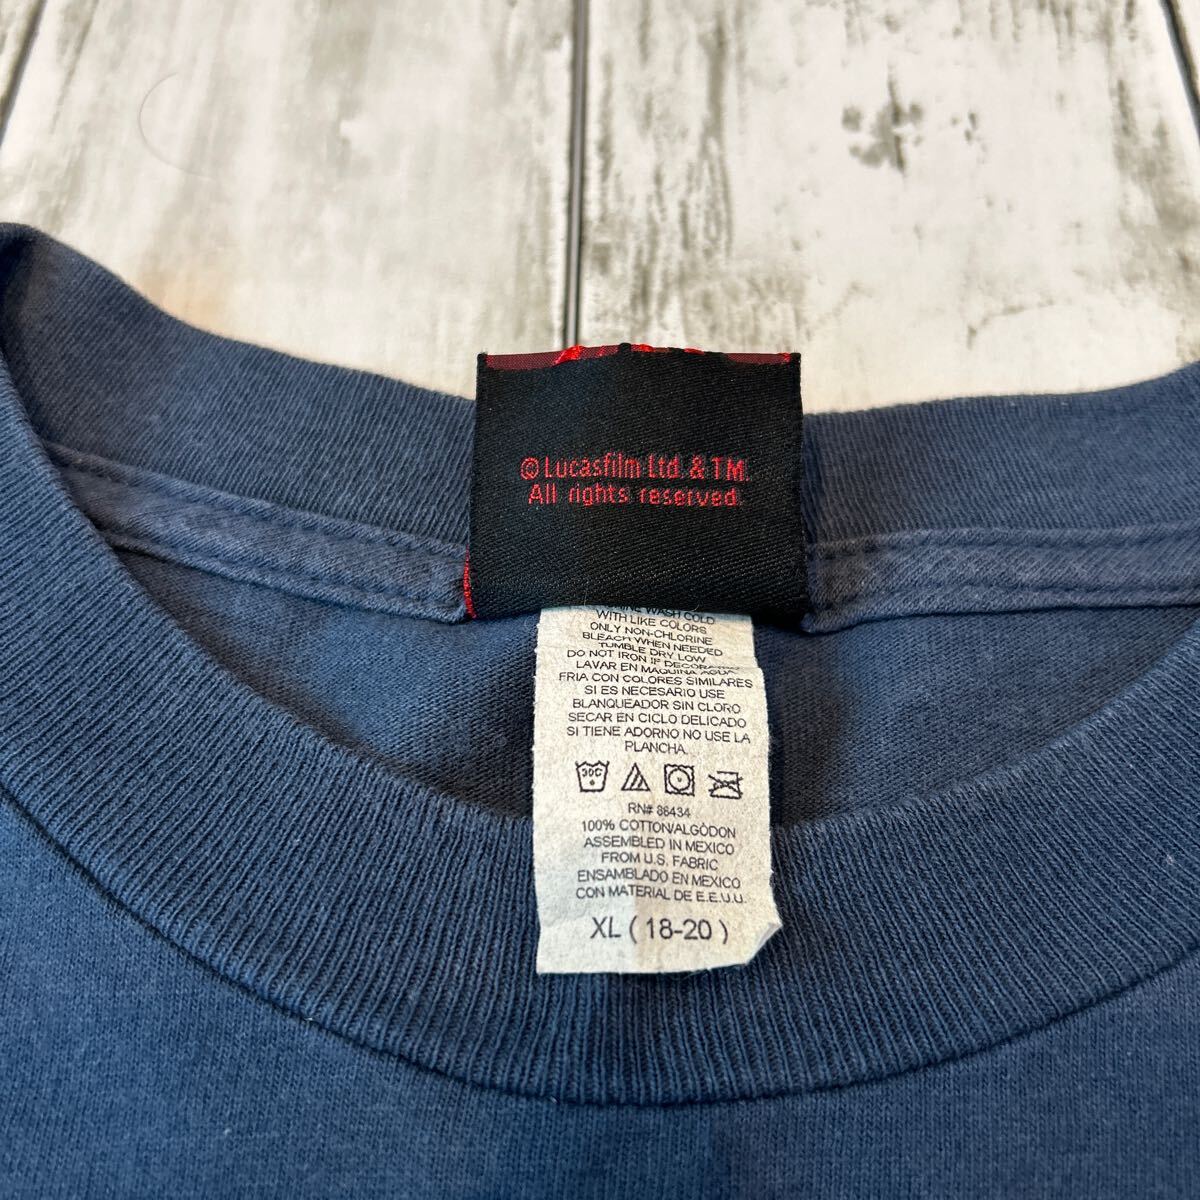 © Lucasfilm Ltd. & TM.
All rights reserved.
WASH COLD
WITH LIKE COLORS
ONLY NON-CHLORINE
BLEACH WHEN NEEDED
TUMBLE DRY LOW
DO NOT IRON IF
LAVAR EN MAQUINA AGUA
FRIA CON COLORES SIMILARES
SI ES NECESARIO USE
BLANQUEADOR SIN CLORO
SECAR EN CICLO DELICADO
SI TIENE ADORNO NO USE LA
PLANCHA.
30C
RN# 86434
100% COTTON/ALGODON
ASSEMBLED IN MEXICO
FROM U.S. FABRIC
ENSAMBLADO EN MEXICO
CON MATERIAL DE E.E.U.U.
XL ( 18-20 )